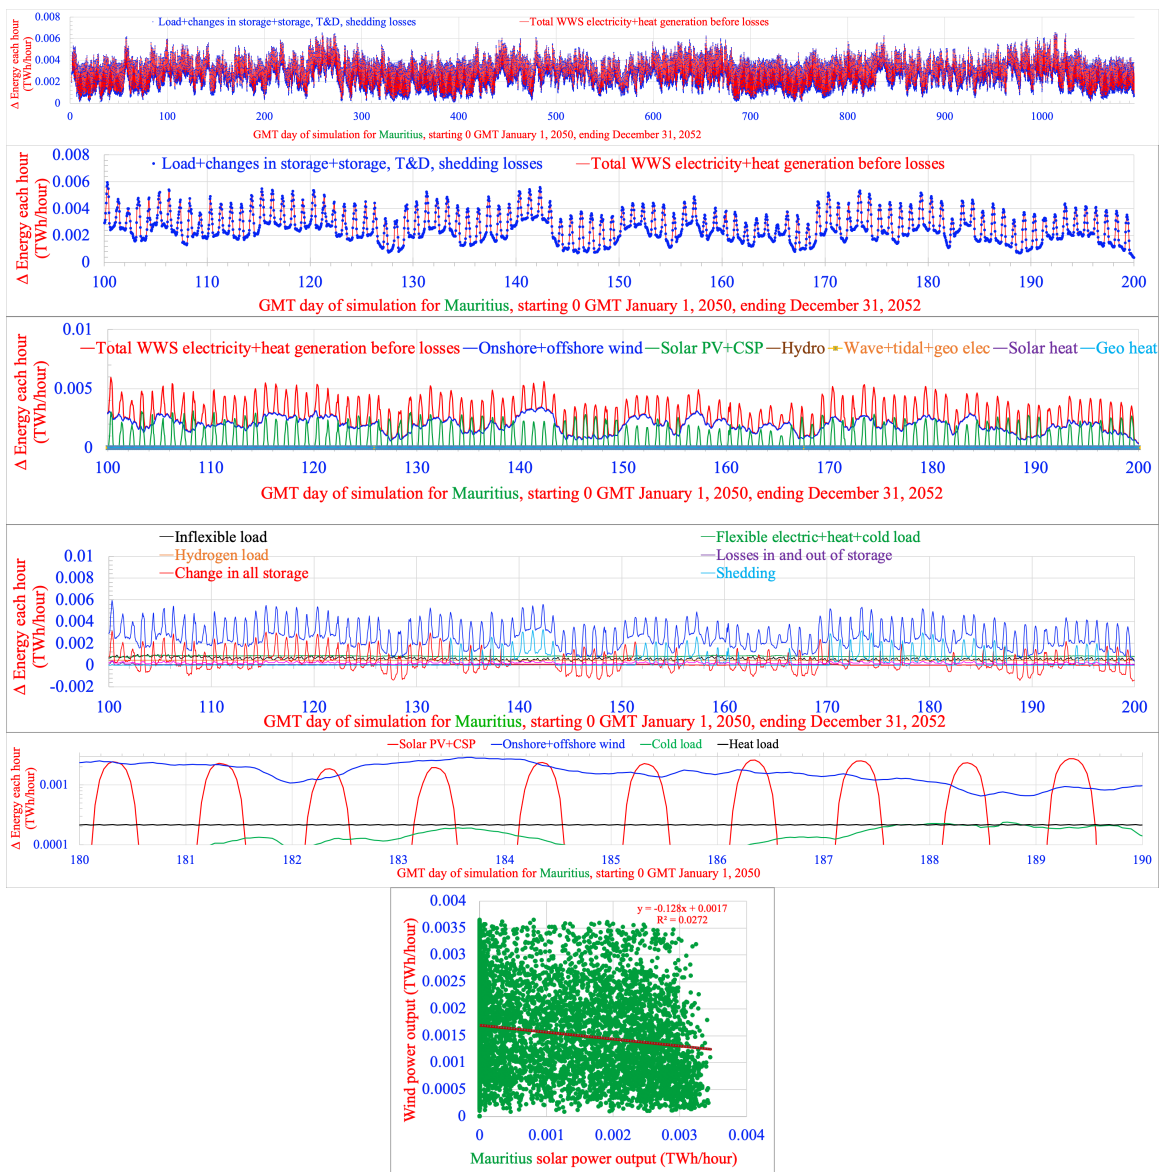 0.008
Load+changes in storage+storage, T&D, shedding losses
Total WWS electricity+heat generation before losses
0.006
0.004
0.002
0
Δ Energy each hour
(TWh/hour)
0 100 200 300 400 500 600 700 800 900 1000
GMT day of simulation for Mauritius, starting 0 GMT January 1, 2050, ending December 31, 2052
0.008
Load+changes in storage+storage, T&D, shedding losses
Total WWS electricity+heat generation before losses
0.006
0.004
0.002
0
Δ Energy each hour
(TWh/hour)
100 110 120 130 140 150 160 170 180 190 200
GMT day of simulation for Mauritius, starting 0 GMT January 1, 2050, ending December 31, 2052
0.01
Total WWS electricity+heat generation before losses Onshore+offshore wind Solar PV+CSP Hydro Wave+tidal+geo elec Solar heat Geo heat
0.005
0
Δ Energy each hour
(TWh/hour)
100 110 120 130 140 150 160 170 180 190 200
GMT day of simulation for Mauritius, starting 0 GMT January 1, 2050, ending December 31, 2052
Inflexible load
Flexible electric+heat+cold load
Hydrogen load
Losses in and out of storage
Change in all storage
Shedding
0.01
0.008
0.006
0.004
0.002
0
-0.002
Δ Energy each hour
(TWh/hour)
100 110 120 130 140 150 160 170 180 190 200
GMT day of simulation for Mauritius, starting 0 GMT January 1, 2050, ending December 31, 2052
Solar PV+CSP Onshore+offshore wind Cold load Heat load
0.001
0.0001
Δ Energy each hour
(TWh/hour)
180 181 182 183 184 185 186 187 188 189 190
GMT day of simulation for Mauritius, starting 0 GMT January 1, 2050
0.004
y = -0.128x + 0.0017
R² = 0.0272
0.0035
0.003
0.0025
0.002
0.0015
0.001
0.0005
0
Wind power output (TWh/hour)
0 0.001 0.002 0.003 0.004
Mauritius solar power output (TWh/hour)